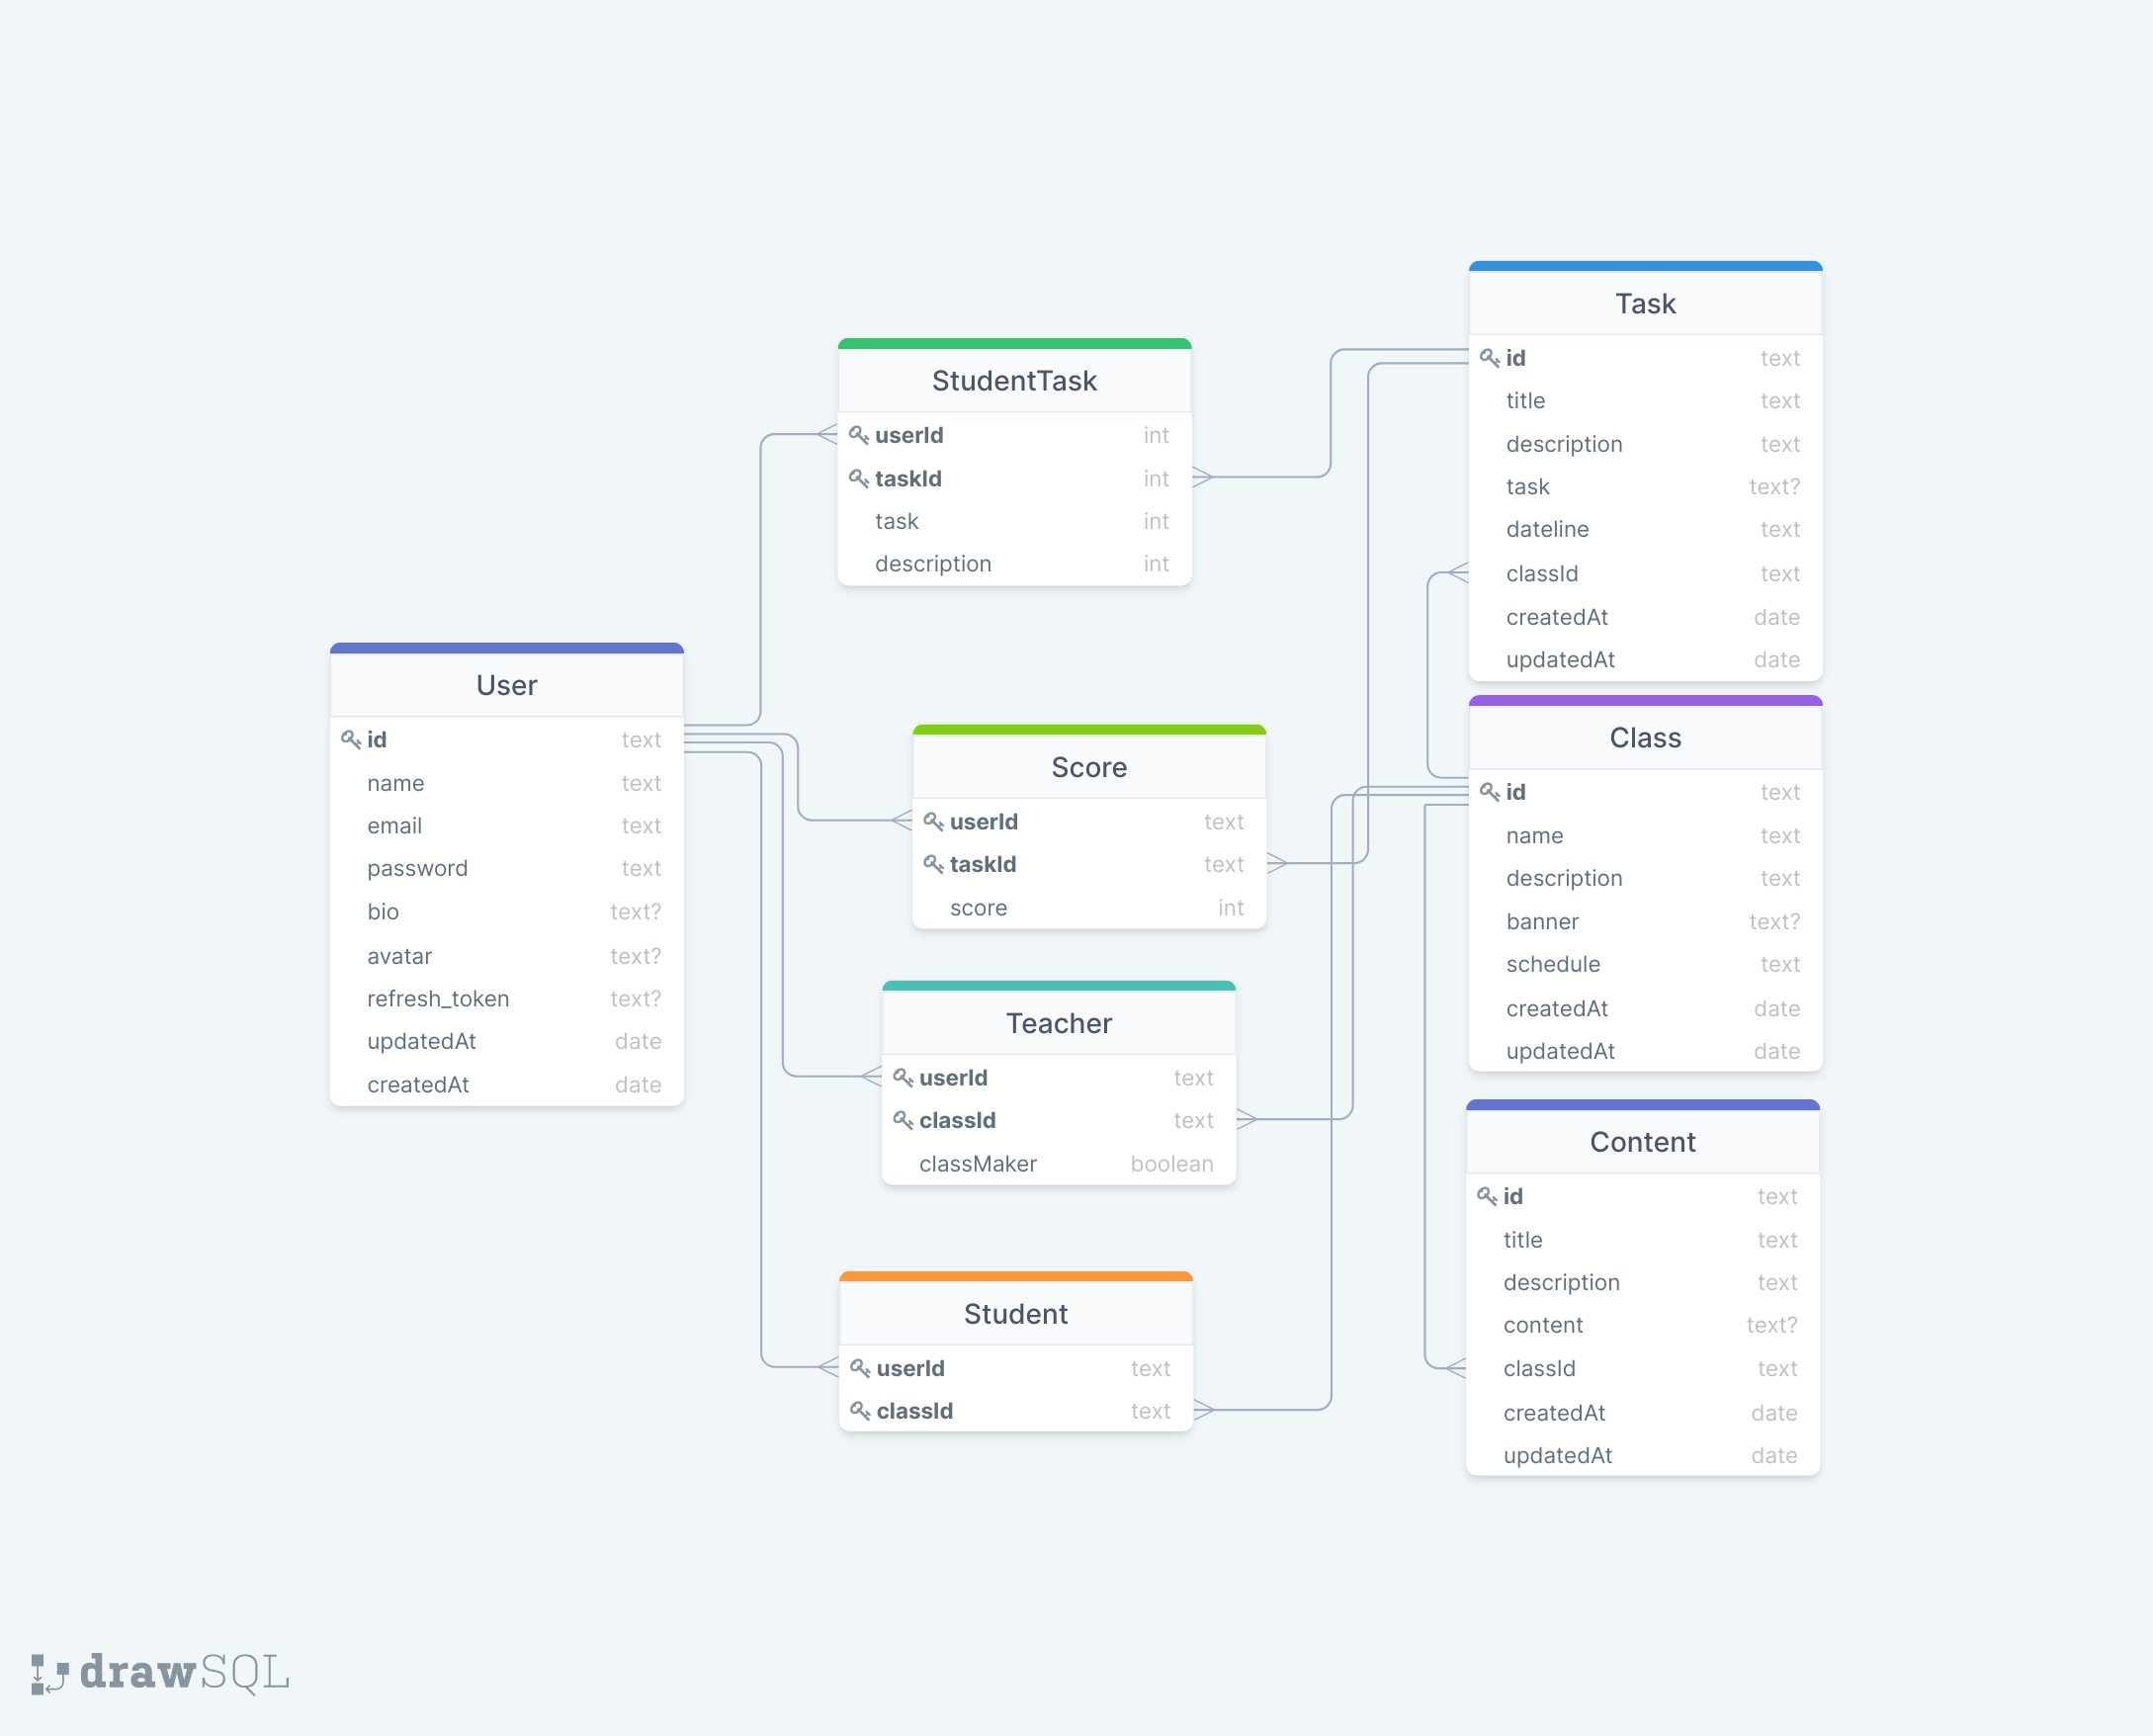 User
id text
name text
email text
password text
bio text?
avatar text?
refresh_token text?
updatedAt date
createdAt date
StudentTask
userId int
taskId int
task int
description int
Score
userId text
taskId text
score int
Teacher
userId text
classId text
classMaker boolean
Student
userId text
classId text
Task
id text
title text
description text
task text?
dateline text
classId text
createdAt date
updatedAt date
Class
id text
name text
description text
banner text?
schedule text
createdAt date
updatedAt date
Content
id text
title text
description text
content text?
classId text
createdAt date
updatedAt date
drawSQL